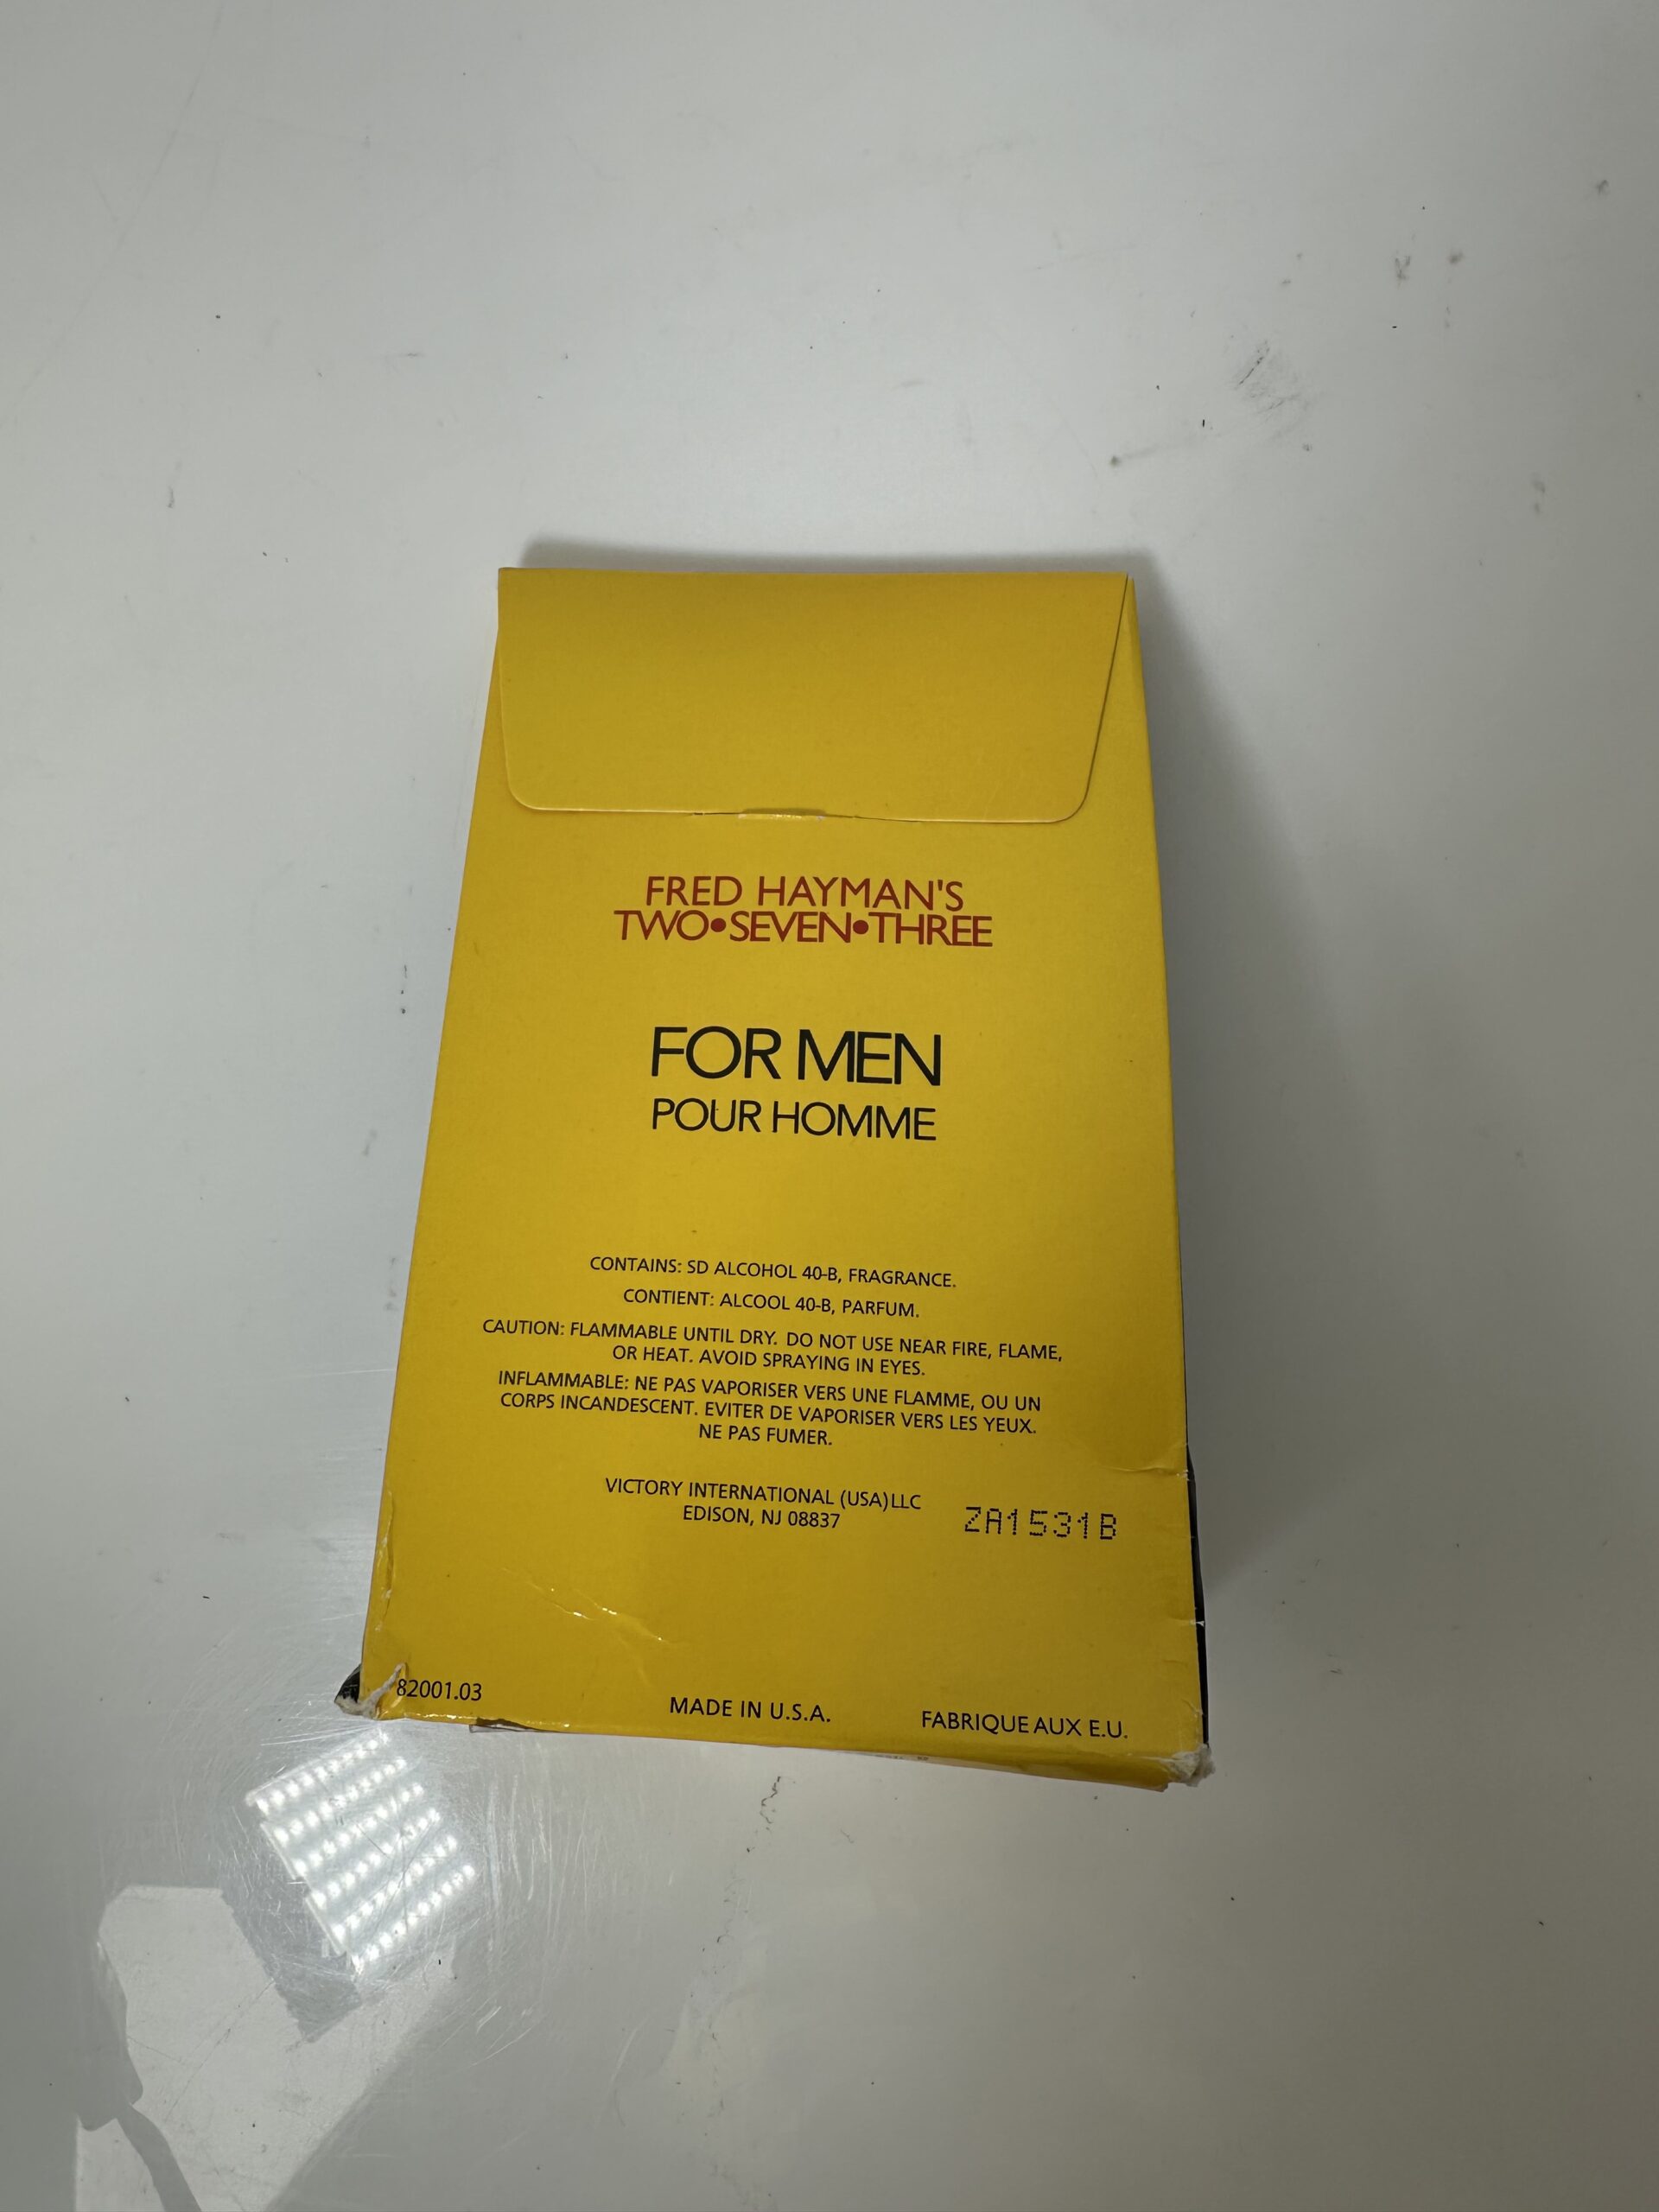 FRED HAYMAN'S
TWO•SEVEN•THREE
FOR MEN
POUR HOMME
CONTAINS: SD ALCOHOL 40-B, FRAGRANCE.
CONTIENT: ALCOOL 40-B, PARFUM.
CAUTION: FLAMMABLE UNTIL DRY. DO NOT USE NEAR FIRE, FLAME,
OR HEAT. AVOID SPRAYING IN EYES.
INFLAMMABLE: NE PAS VAPORISER VERS UNE FLAMME, OU UN
CORPS INCANDESCENT. EVITER DE VAPORISER VERS LES YEUX.
NE PAS FUMER.
VICTORY INTERNATIONAL (USA)LLC
EDISON, NJ 08837
ZA1531B
82001.03
MADE IN U.S.A.
FABRIQUE AUX E.U.